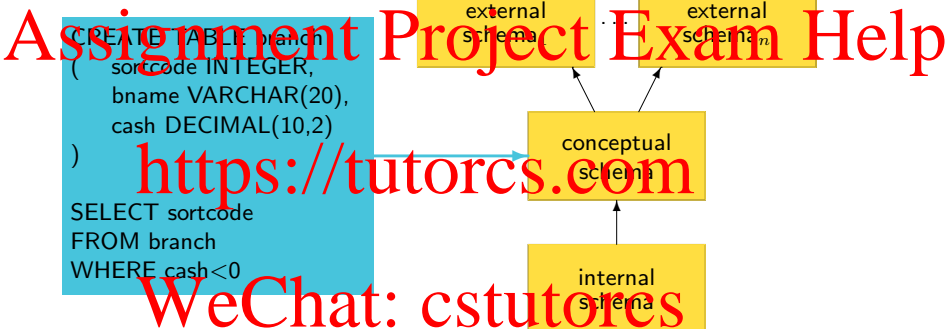 Assignment Project Exam Help
CREATE TABLE branch
( sortcode INTEGER,
bname VARCHAR(20),
cash DECIMAL(10,2)
)
SELECT sortcode
FROM branch
WHERE cash<0
external
schema
...
external
schemaₙ
conceptual
schema
internal
schema
https://tutorcs.com
WeChat: cstutorcs